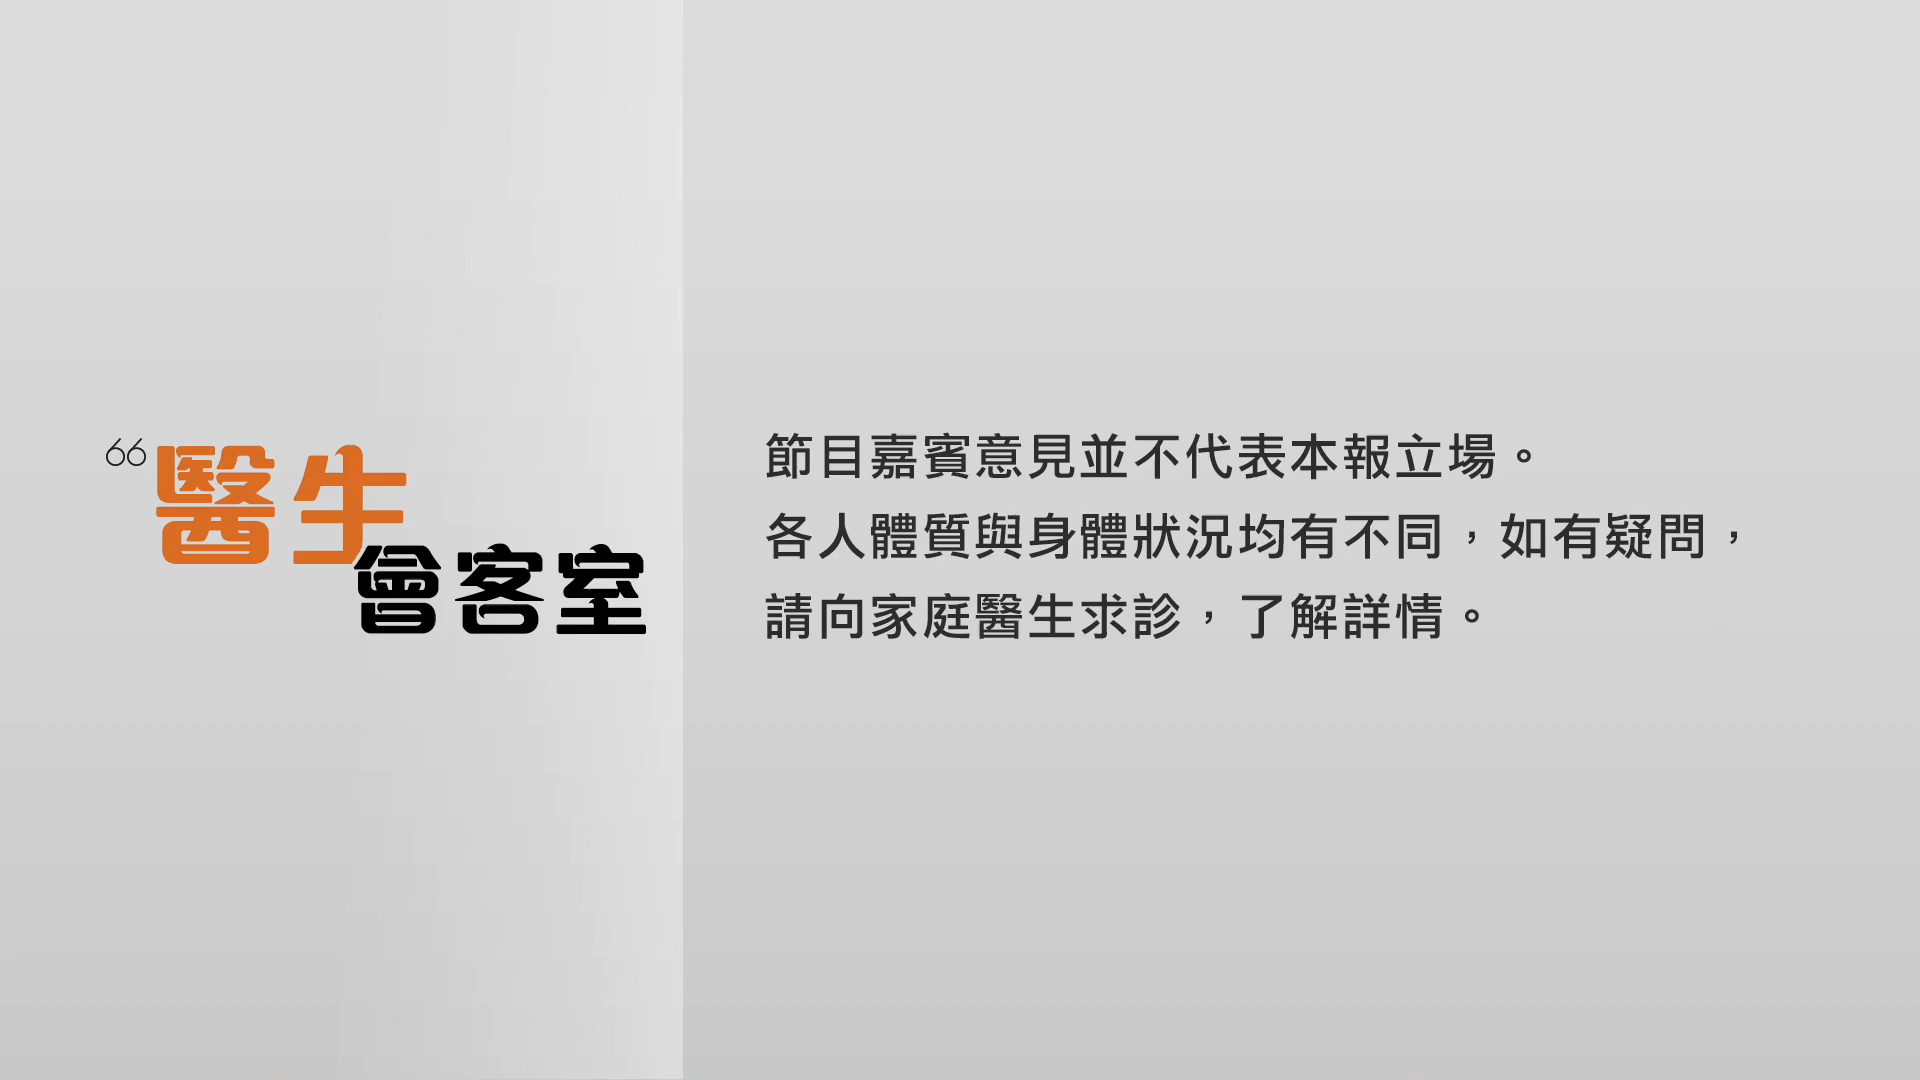 “醫生
會客室
節目嘉賓意見並不代表本報立場。
各人體質與身體狀況均有不同，如有疑問，
請向家庭醫生求診，了解詳情。